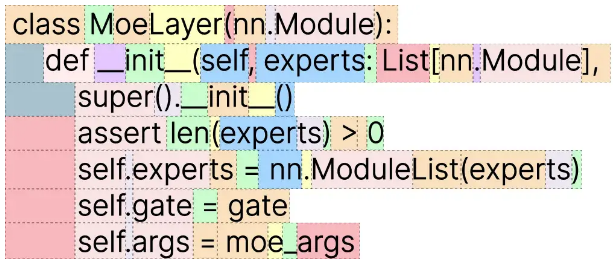 class MoeLayer(nn.Module):
    def __init__(self, experts: List[nn.Module],
        super().__init__()
        assert len(experts) > 0
        self.experts = nn.ModuleList(experts)
        self.gate = gate
        self.args = moe_args